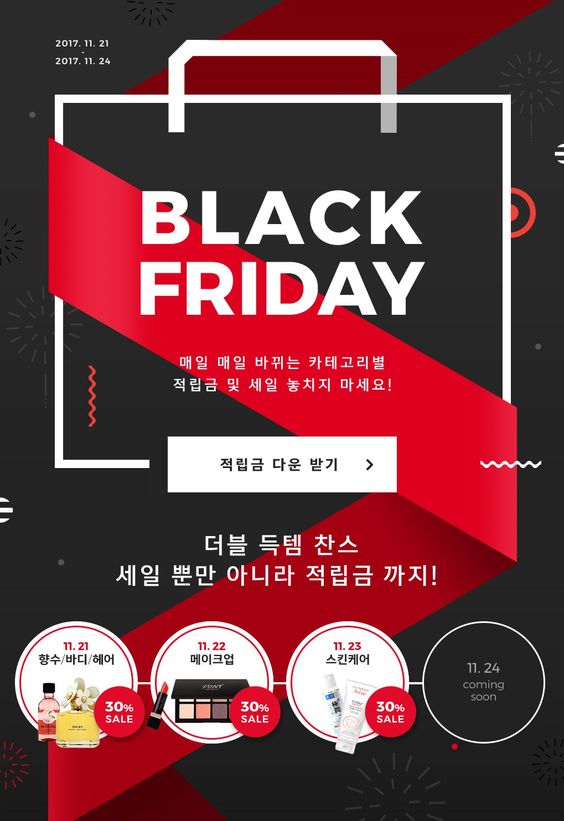 2017. 11. 21
-
2017. 11. 24
BLACK
FRIDAY
매일 매일 바뀌는 카테고리별
적립금 및 세일 놓치지 마세요!
적립금 다운 받기 >
더블 득템 찬스
세일 뿐만 아니라 적립금 까지!
11. 21
향수/바디/헤어
30%
SALE
11. 22
메이크업
30%
SALE
11. 23
스킨케어
30%
SALE
11. 24
coming
soon
DAISY
Avène